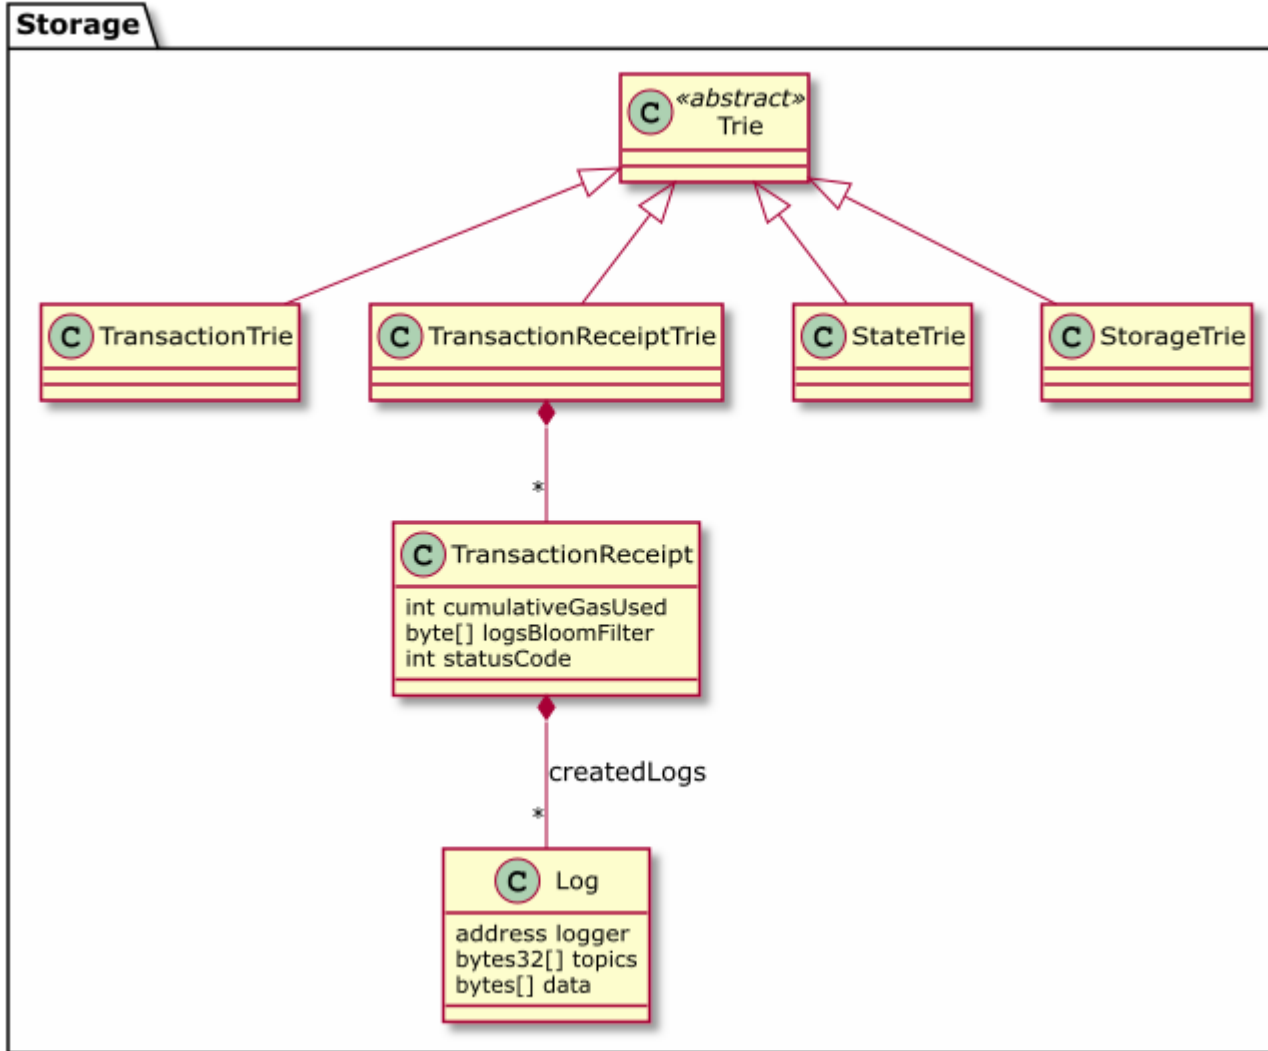 Storage
C
«abstract»
Trie
C TransactionTrie
C TransactionReceiptTrie
C StateTrie
C StorageTrie
*
C TransactionReceipt
int cumulativeGasUsed
byte[] logsBloomFilter
int statusCode
createdLogs
*
C Log
address logger
bytes32[] topics
bytes[] data